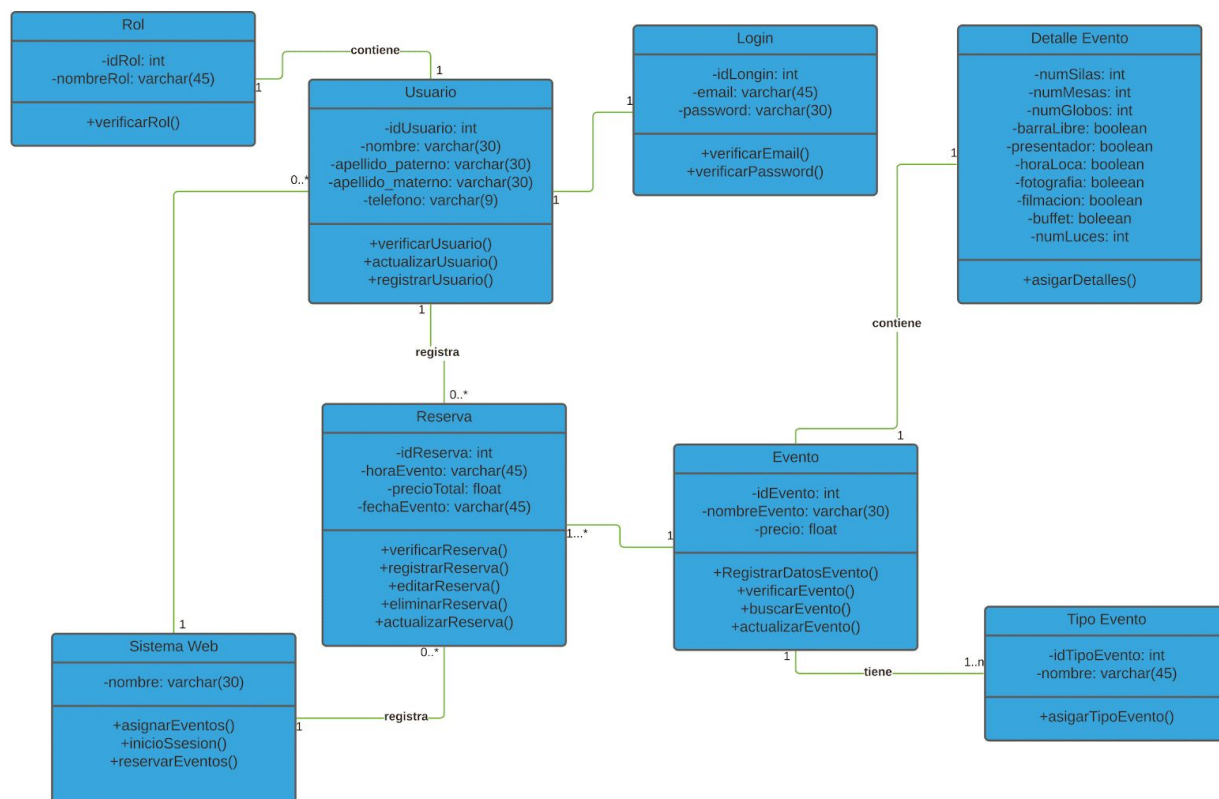 Rol
-idRol: int
-nombreRol: varchar(45)
+verificarRol()
1
contiene
1
Usuario
-idUsuario: int
-nombre: varchar(30)
-apellido_paterno: varchar(30)
-apellido_materno: varchar(30)
-telefono: varchar(9)
+verificarUsuario()
+actualizarUsuario()
+registrarUsuario()
0..*
1
1
Login
-idLongin: int
-email: varchar(45)
-password: varchar(30)
+verificarEmail()
+verificarPassword()
Detalle Evento
-numSilas: int
-numMesas: int
-numGlobos: int
-barraLibre: boolean
-presentador: boolean
-horaLoca: boolean
-fotografia: boleean
-filmacion: boolean
-buffet: boleean
-numLuces: int
+asigarDetalles()
1
contiene
1
1
registra
0..*
Reserva
-idReserva: int
-horaEvento: varchar(45)
-precioTotal: float
-fechaEvento: varchar(45)
+verificarReserva()
+registrarReserva()
+editarReserva()
+eliminarReserva()
+actualizarReserva()
1...*
1
Evento
-idEvento: int
-nombreEvento: varchar(30)
-precio: float
+RegistrarDatosEvento()
+verificarEvento()
+buscarEvento()
+actualizarEvento()
1
tiene
1..n
Tipo Evento
-idTipoEvento: int
-nombre: varchar(45)
+asigarTipoEvento()
1
Sistema Web
-nombre: varchar(30)
+asignarEventos()
+inicioSsesion()
+reservarEventos()
1
registra
0..*